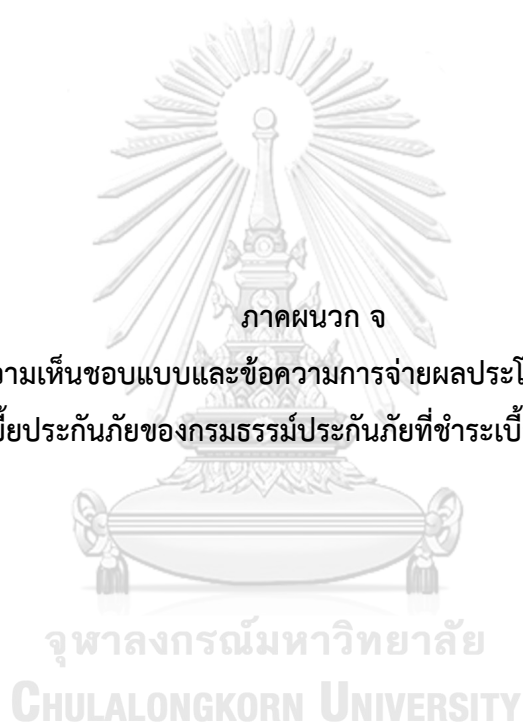 ภาคผนวก จ
ามเห็นชอบแบบและข้อความการจ่ายผลประโ
ี้ยประกันภัยของกรมธรรม์ประกันภัยที่ชำระเบี้
จุฬาลงกรณ์มหาวิทยาลัย
CHULALONGKORN UNIVERSITY